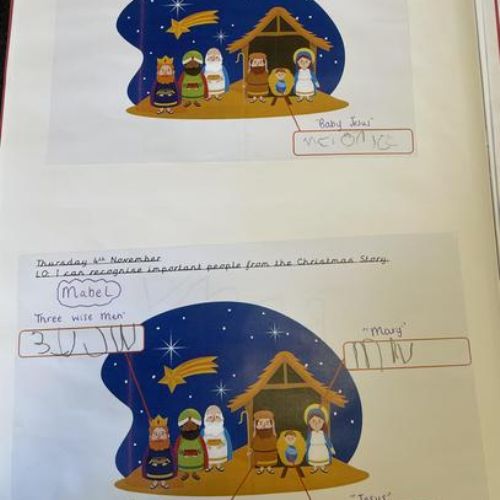 "Baby Jesus"
Thursday 4th November
LO: I can recognise important people from the Christmas Story.
Mabel
Three wise men"
"Mary"
"Jesus"